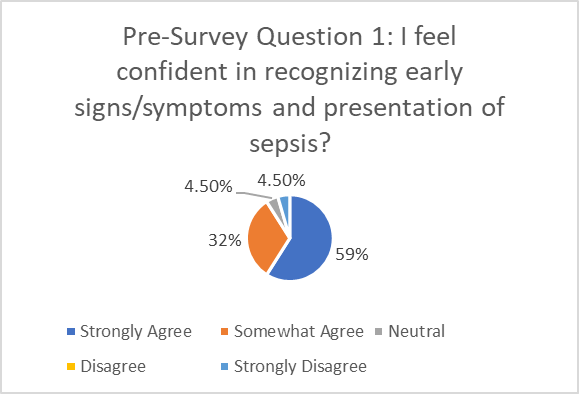 Pre-Survey Question 1: I feel
confident in recognizing early
signs/symptoms and presentation of
sepsis?
4.50% 4.50%
32%
59%
Strongly Agree Somewhat Agree Neutral
Disagree Strongly Disagree